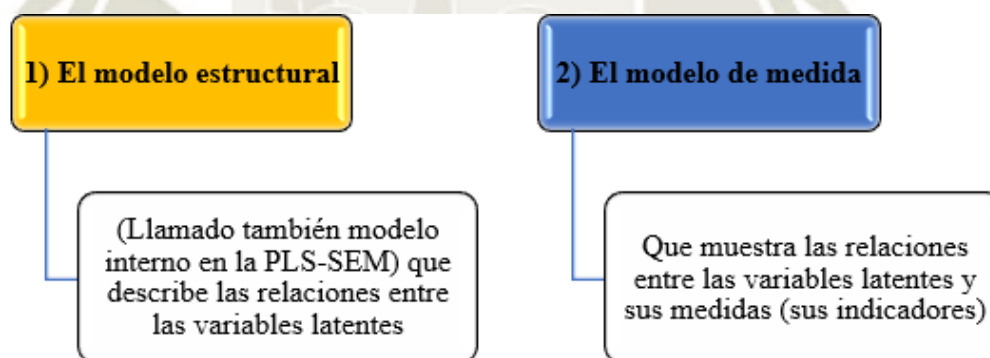 1) El modelo estructural
(Llamado también modelo
interno en la PLS-SEM) que
describe las relaciones entre
las variables latentes
2) El modelo de medida
Que muestra las relaciones
entre las variables latentes y
sus medidas (sus indicadores)